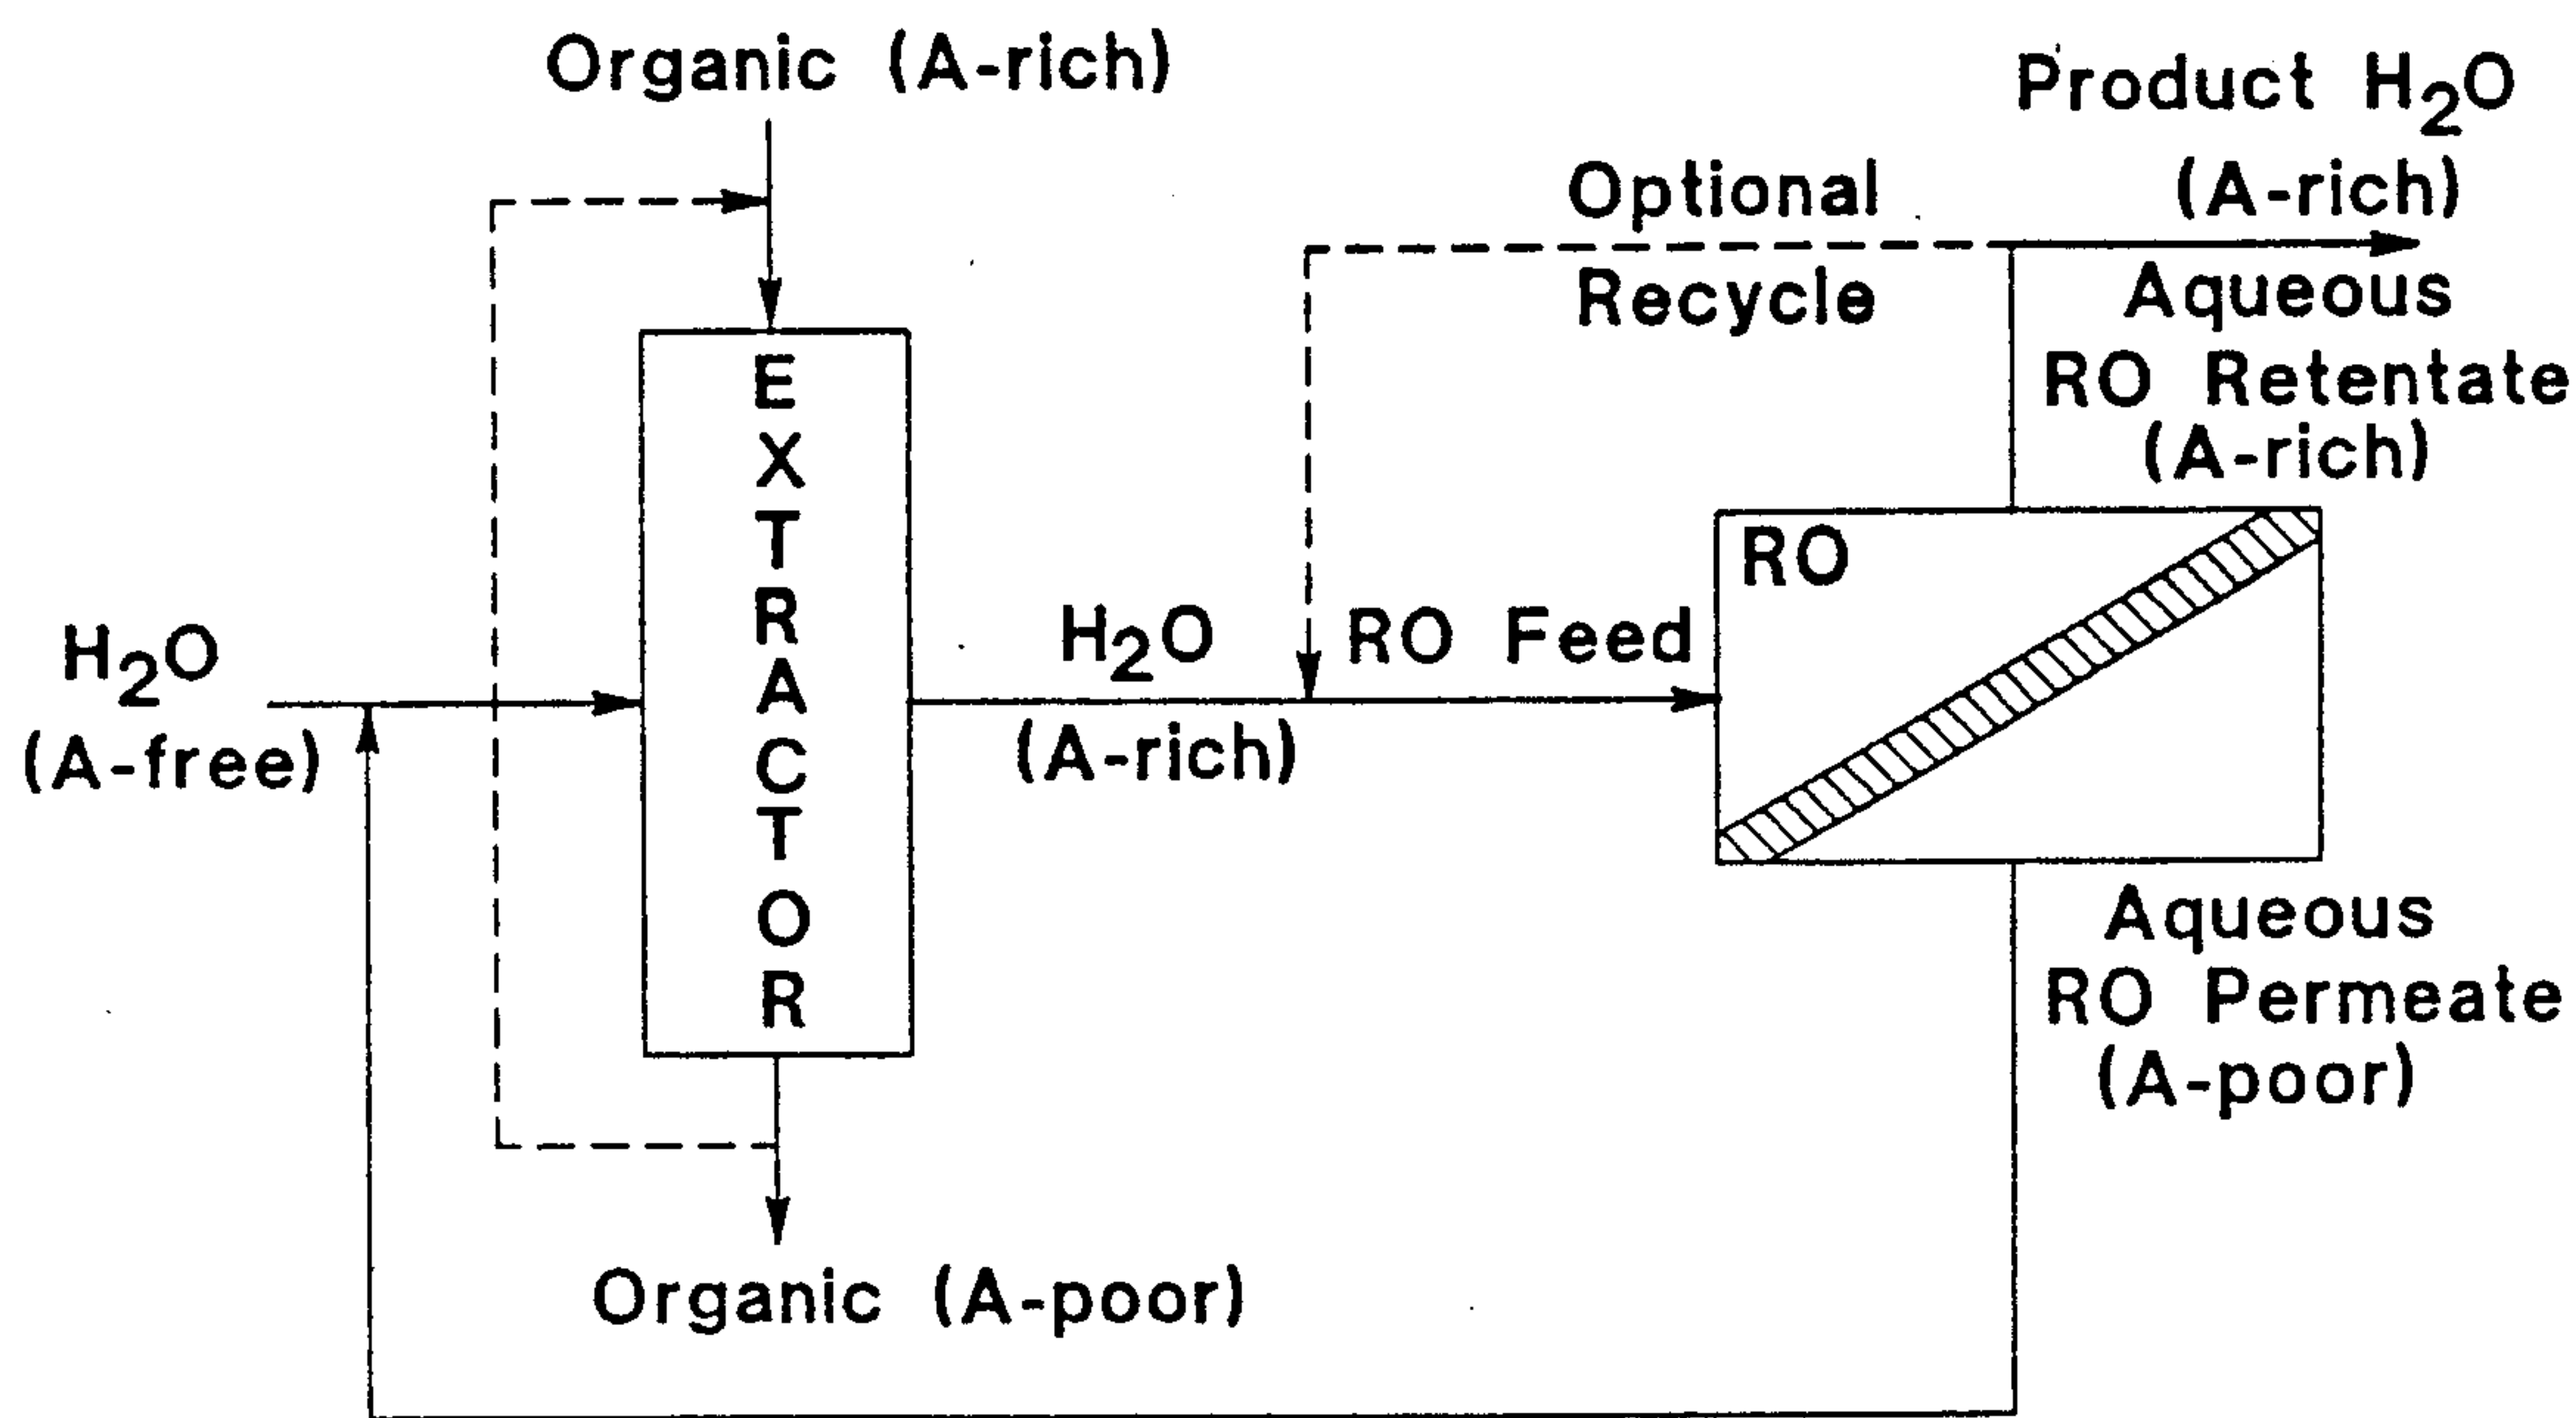 Organic (A-rich)
Product H₂O
(A-rich)
Optional
Recycle
Aqueous
RO Retentate
(A-rich)
EXTRACTOR
RO
H₂O
(A-free)
H₂O
(A-rich)
RO Feed
Aqueous
RO Permeate
(A-poor)
Organic (A-poor)